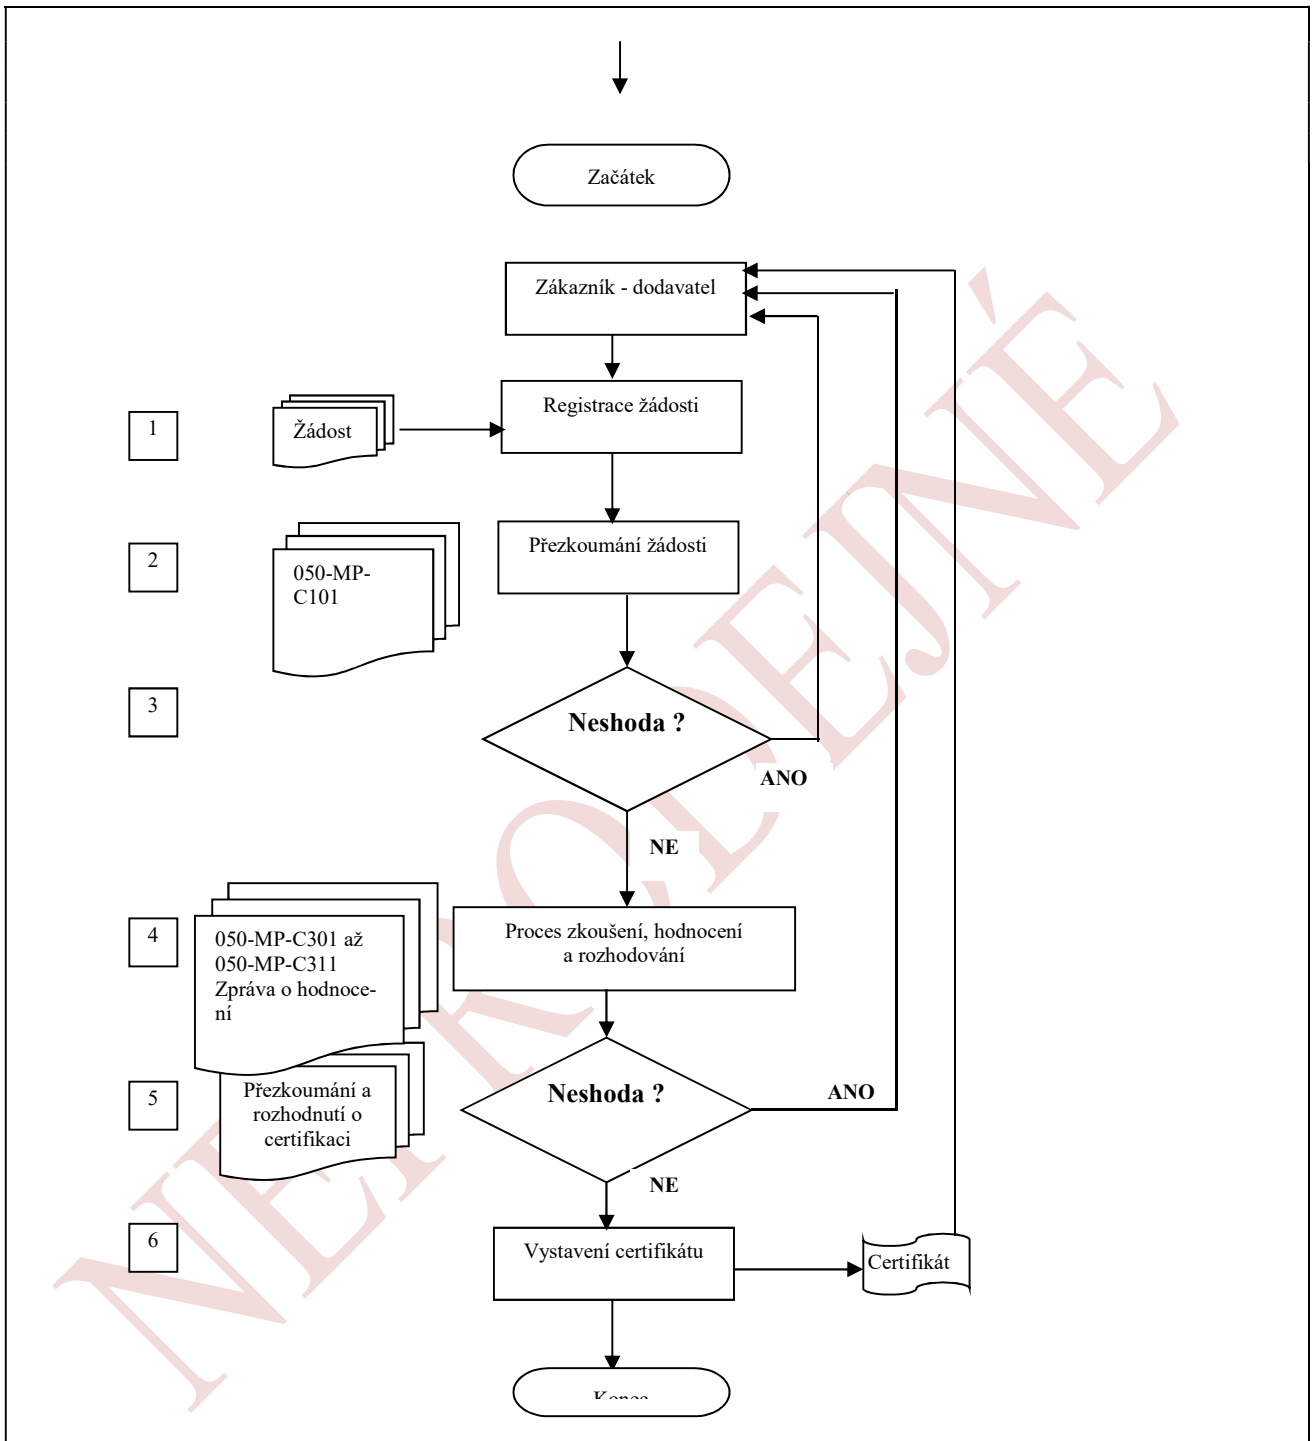 Začátek
Zákazník - dodavatel
1
Žádost
Registrace žádosti
2
050-MP-
C101
Přezkoumání žádosti
3
Neshoda ?
ANO
NE
4
050-MP-C301 až
050-MP-C311
Zpráva o hodnoce-
ní
Proces zkoušení, hodnocení
a rozhodování
5
Přezkoumání a
rozhodnutí o
certifikaci
Neshoda ?
ANO
NE
6
Vystavení certifikátu
Certifikát
Konec
NEPRODEJNÉ